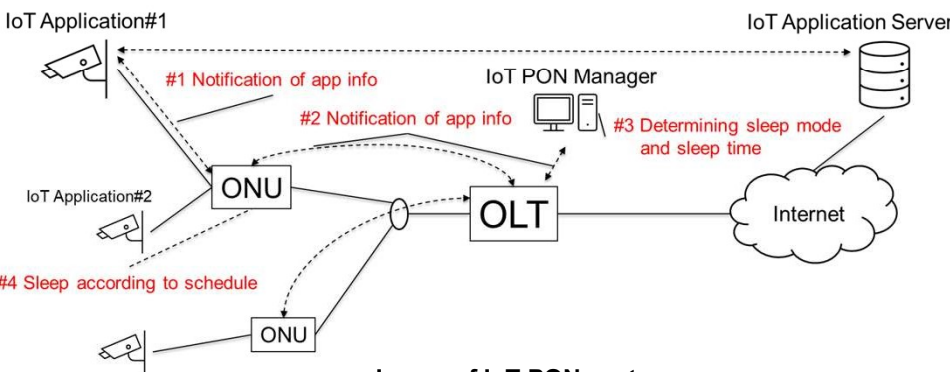 IoT Application#1
IoT Application Server
#1 Notification of app info
IoT PON Manager
#2 Notification of app info
#3 Determining sleep mode
and sleep time
ONU
IoT Application#2
OLT
Internet
#4 Sleep according to schedule
ONU